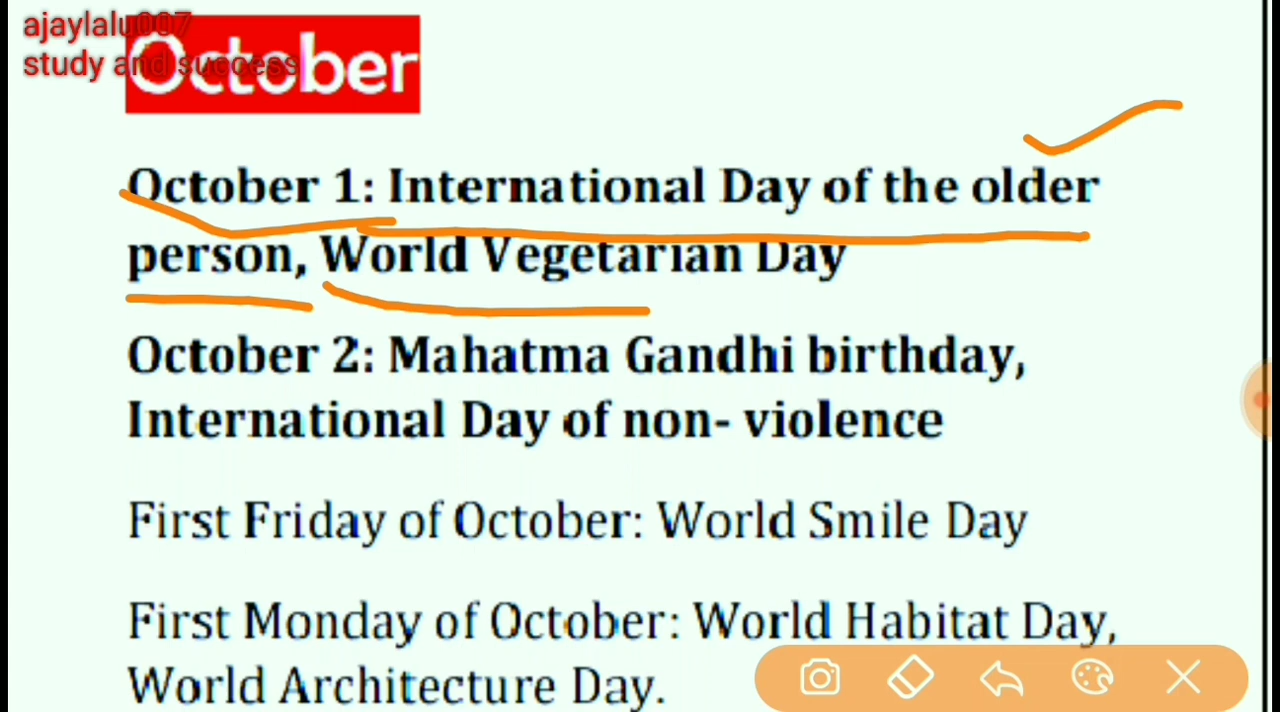 ajaylalu007
study and success
October
October 1: International Day of the older
person, World Vegetarian Day
October 2: Mahatma Gandhi birthday,
International Day of non- violence
First Friday of October: World Smile Day
First Monday of October: World Habitat Day,
World Architecture Day.